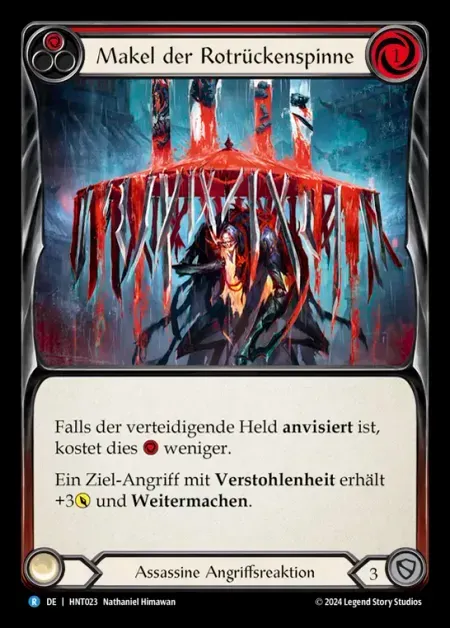 Makel der Rotrückenspinne
1
Falls der verteidigende Held anvisiert ist,
kostet dies weniger.
Ein Ziel-Angriff mit Verstohlenheit erhält
+3 und Weitermachen.
Assassine Angriffsreaktion
3
R DE | HNT023 Nathaniel Himawan
© 2024 Legend Story Studios